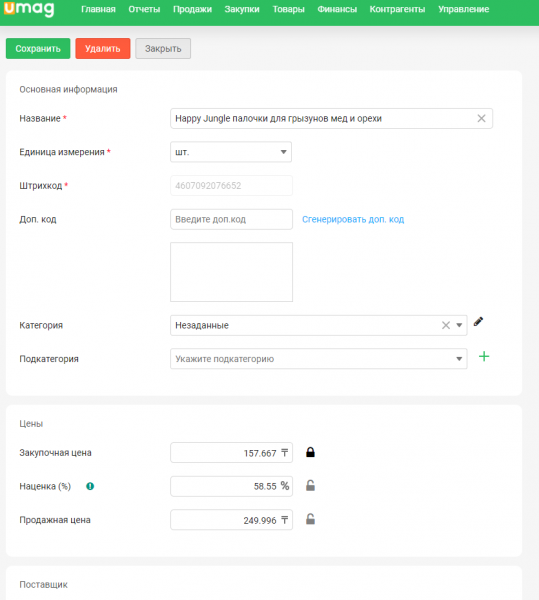 umag Главная Отчеты Продажи Закупки Товары Финансы Контрагенты Управление
Сохранить Удалить Закрыть
Основная информация
Название * Happy Jungle палочки для грызунов мед и орехи
Единица измерения * шт.
Штрихкод * 4607092076652
Доп. код Введите доп.код Сгенерировать доп. код
Категория Незаданные
Подкатегория Укажите подкатегорию
Цены
Закупочная цена 157.667 ₸
Наценка (%) 58.55 %
Продажная цена 249.996 ₸
Поставщик